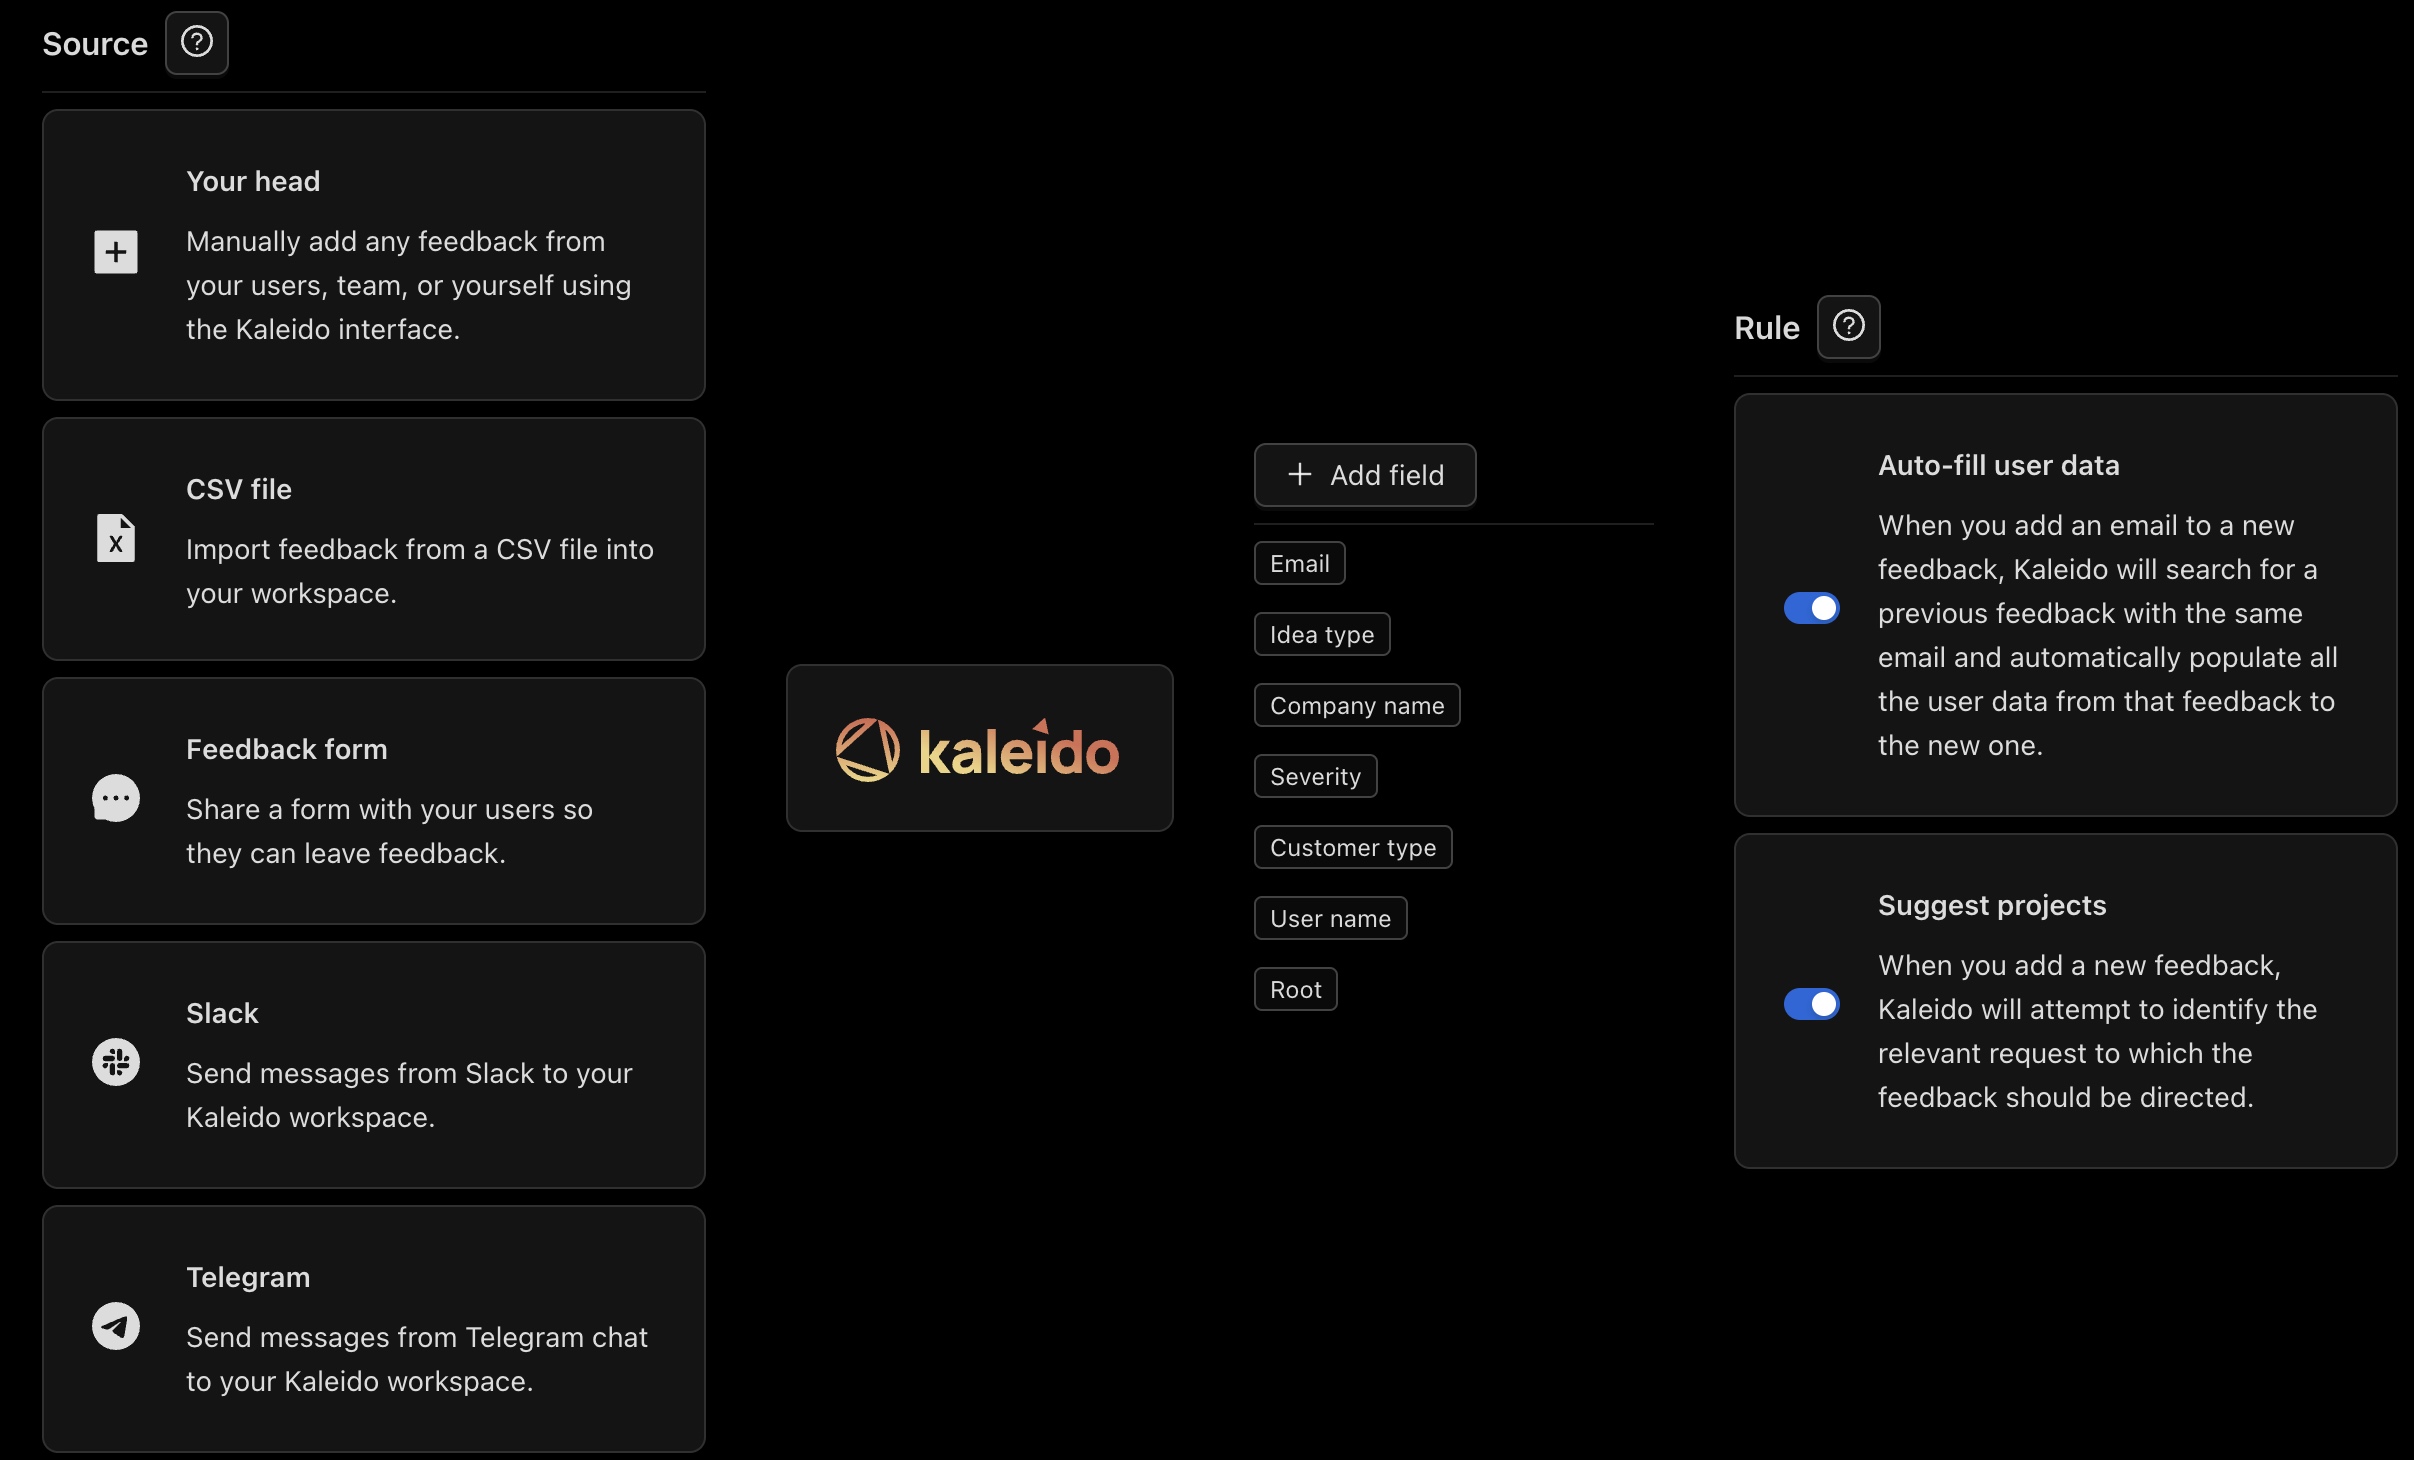 Source
Your head
Manually add any feedback from
your users, team, or yourself using
the Kaleido interface.
CSV file
Import feedback from a CSV file into
your workspace.
Feedback form
Share a form with your users so
they can leave feedback.
Slack
Send messages from Slack to your
Kaleido workspace.
Telegram
Send messages from Telegram chat
to your Kaleido workspace.
kaleido
+ Add field
Email
Idea type
Company name
Severity
Customer type
User name
Root
Rule
Auto-fill user data
When you add an email to a new
feedback, Kaleido will search for a
previous feedback with the same
email and automatically populate all
the user data from that feedback to
the new one.
Suggest projects
When you add a new feedback,
Kaleido will attempt to identify the
relevant request to which the
feedback should be directed.